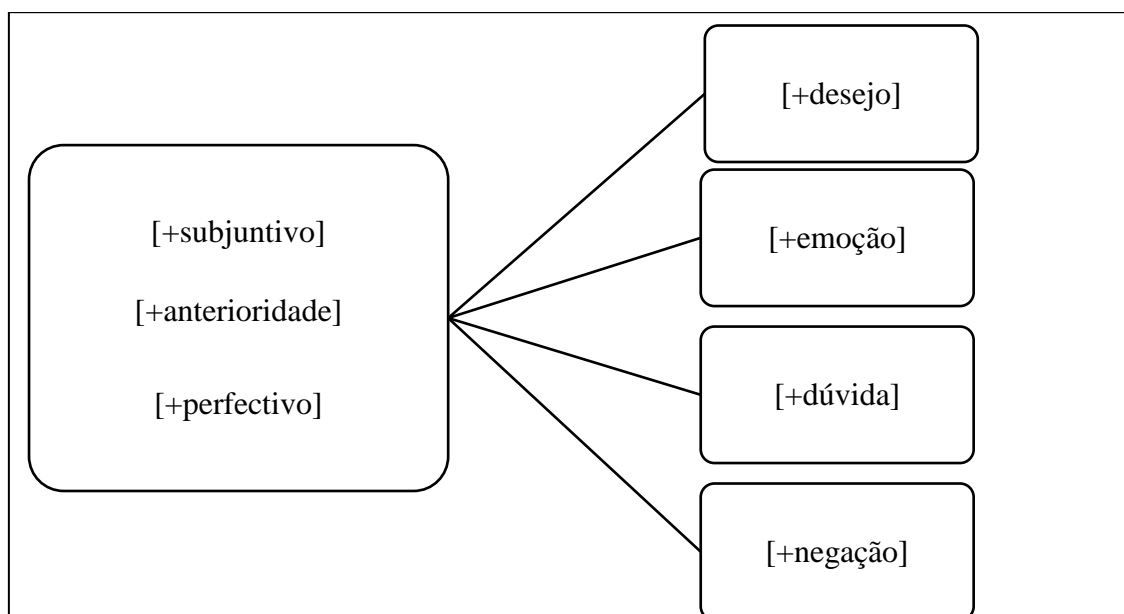 [+subjuntivo]
[+anterioridade]
[+perfectivo]
[+desejo]
[+emoção]
[+dúvida]
[+negação]